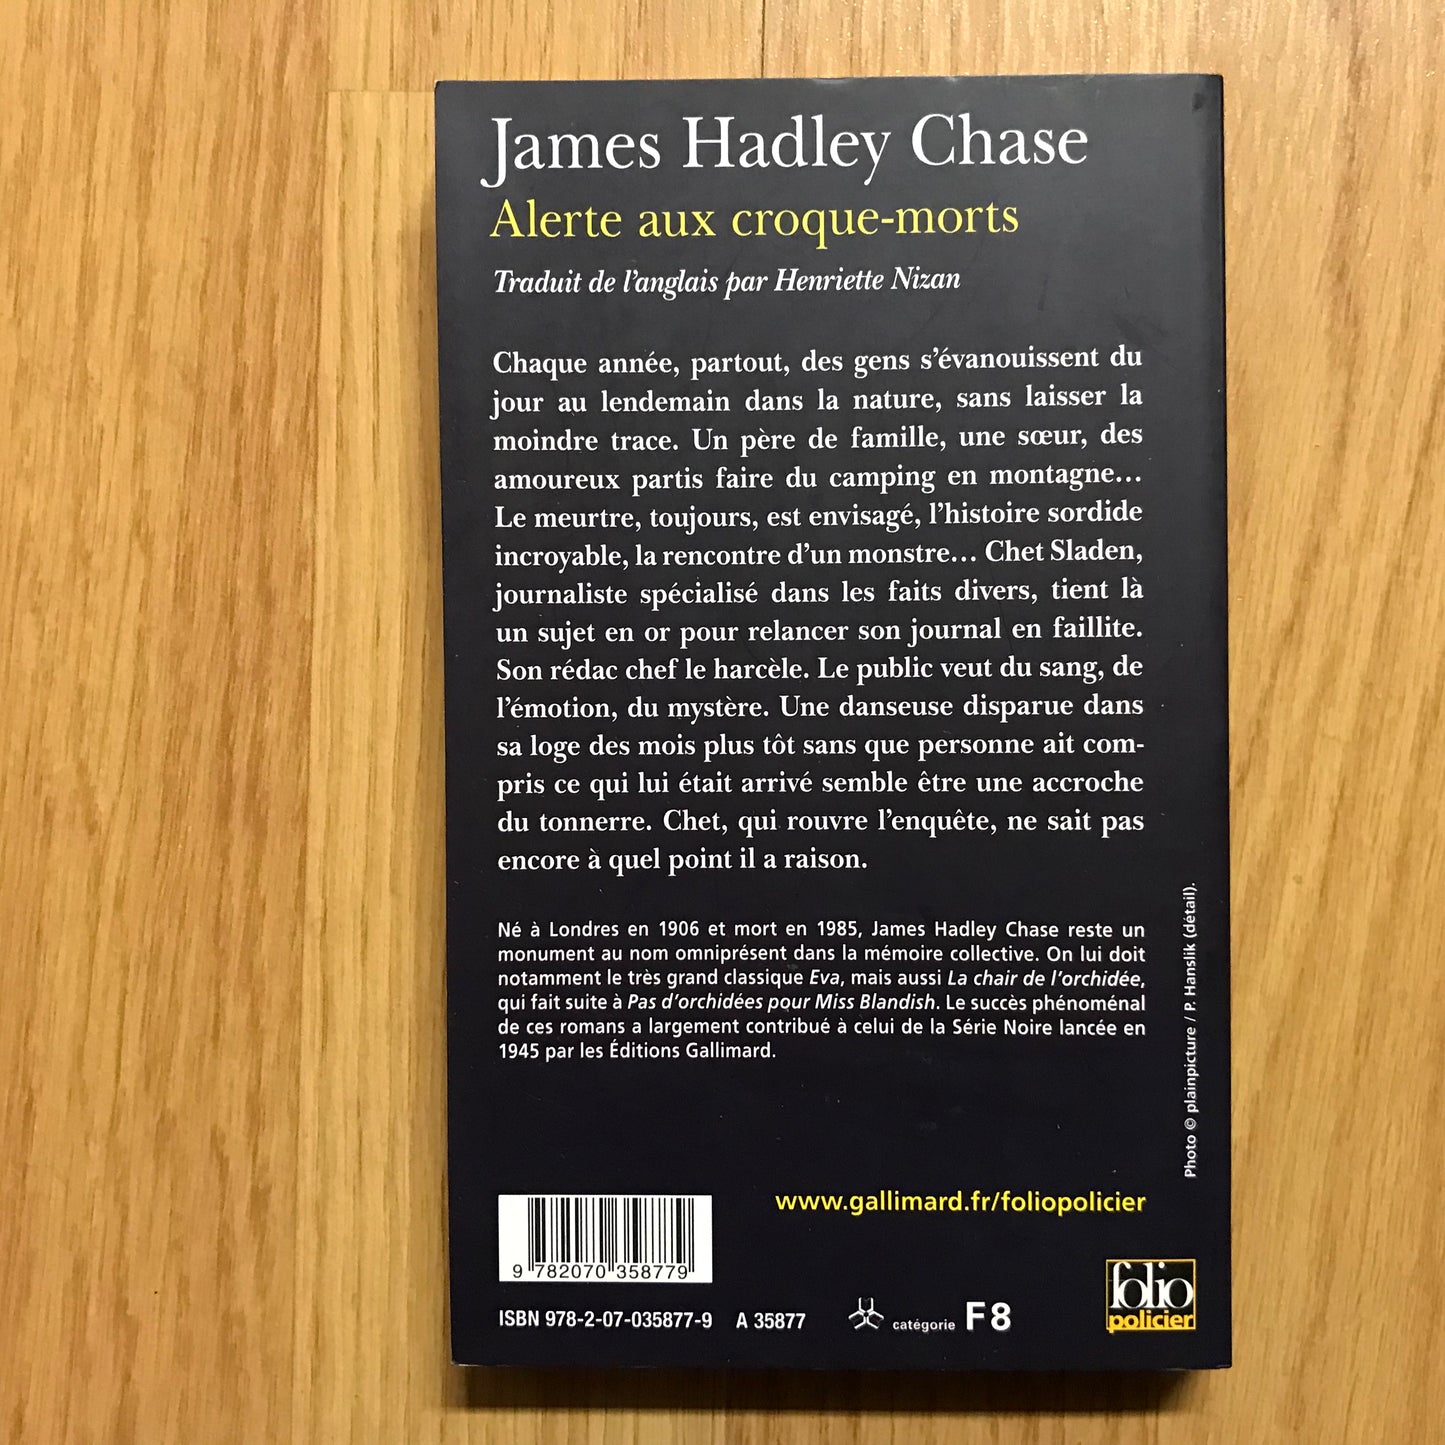 James Hadley Chase
Alerte aux croque-morts
Traduit de l'anglais par Henriette Nizan
Chaque année, partout, des gens s'évanouissent du
jour au lendemain dans la nature, sans laisser la
moindre trace. Un père de famille, une sœur, des
amoureux partis faire du camping en montagne…
Le meurtre, toujours, est envisagé, l'histoire sordide
incroyable, la rencontre d'un monstre… Chet Sladen,
journaliste spécialisé dans les faits divers, tient là
un sujet en or pour relancer son journal en faillite.
Son rédac chef le harcèle. Le public veut du sang, de
l'émotion, du mystère. Une danseuse disparue dans
sa loge des mois plus tôt sans que personne ait com-
pris ce qui lui était arrivé semble être une accroche
du tonnerre. Chet, qui rouvre l'enquête, ne sait pas
encore à quel point il a raison.
Né à Londres en 1906 et mort en 1985, James Hadley Chase reste un
monument au nom omniprésent dans la mémoire collective. On lui doit
notamment le très grand classique Eva, mais aussi La chair de l'orchidée,
qui fait suite à Pas d'orchidées pour Miss Blandish. Le succès phénoménal
de ces romans a largement contribué à celui de la Série Noire lancée en
1945 par les Éditions Gallimard.
Photo © plainpicture / P. Hanslik (détail).
www.gallimard.fr/foliopolicier
9 782070 358779
ISBN 978-2-07-035877-9 A 35877 catégorie F8
folio
policier